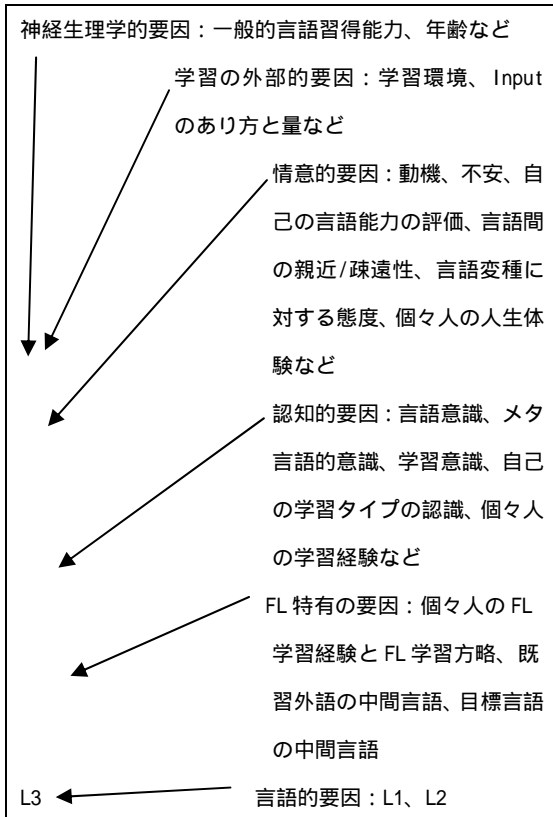 神経生理学的要因：一般的言語習得能力、年齢など
学習の外部的要因：学習環境、Input
のあり方と量など
情意的要因：動機、不安、自
己の言語能力の評価、言語間
の親近/疎遠性、言語変種に
対する態度、個々人の人生体
験など
認知的要因：言語意識、メタ
言語的意識、学習意識、自己
の学習タイプの認識、個々人
の学習経験など
FL 特有の要因：個々人の FL
学習経験と FL 学習方略、既
習外語の中間言語、目標言語
の中間言語
L3 言語的要因：L1、L2